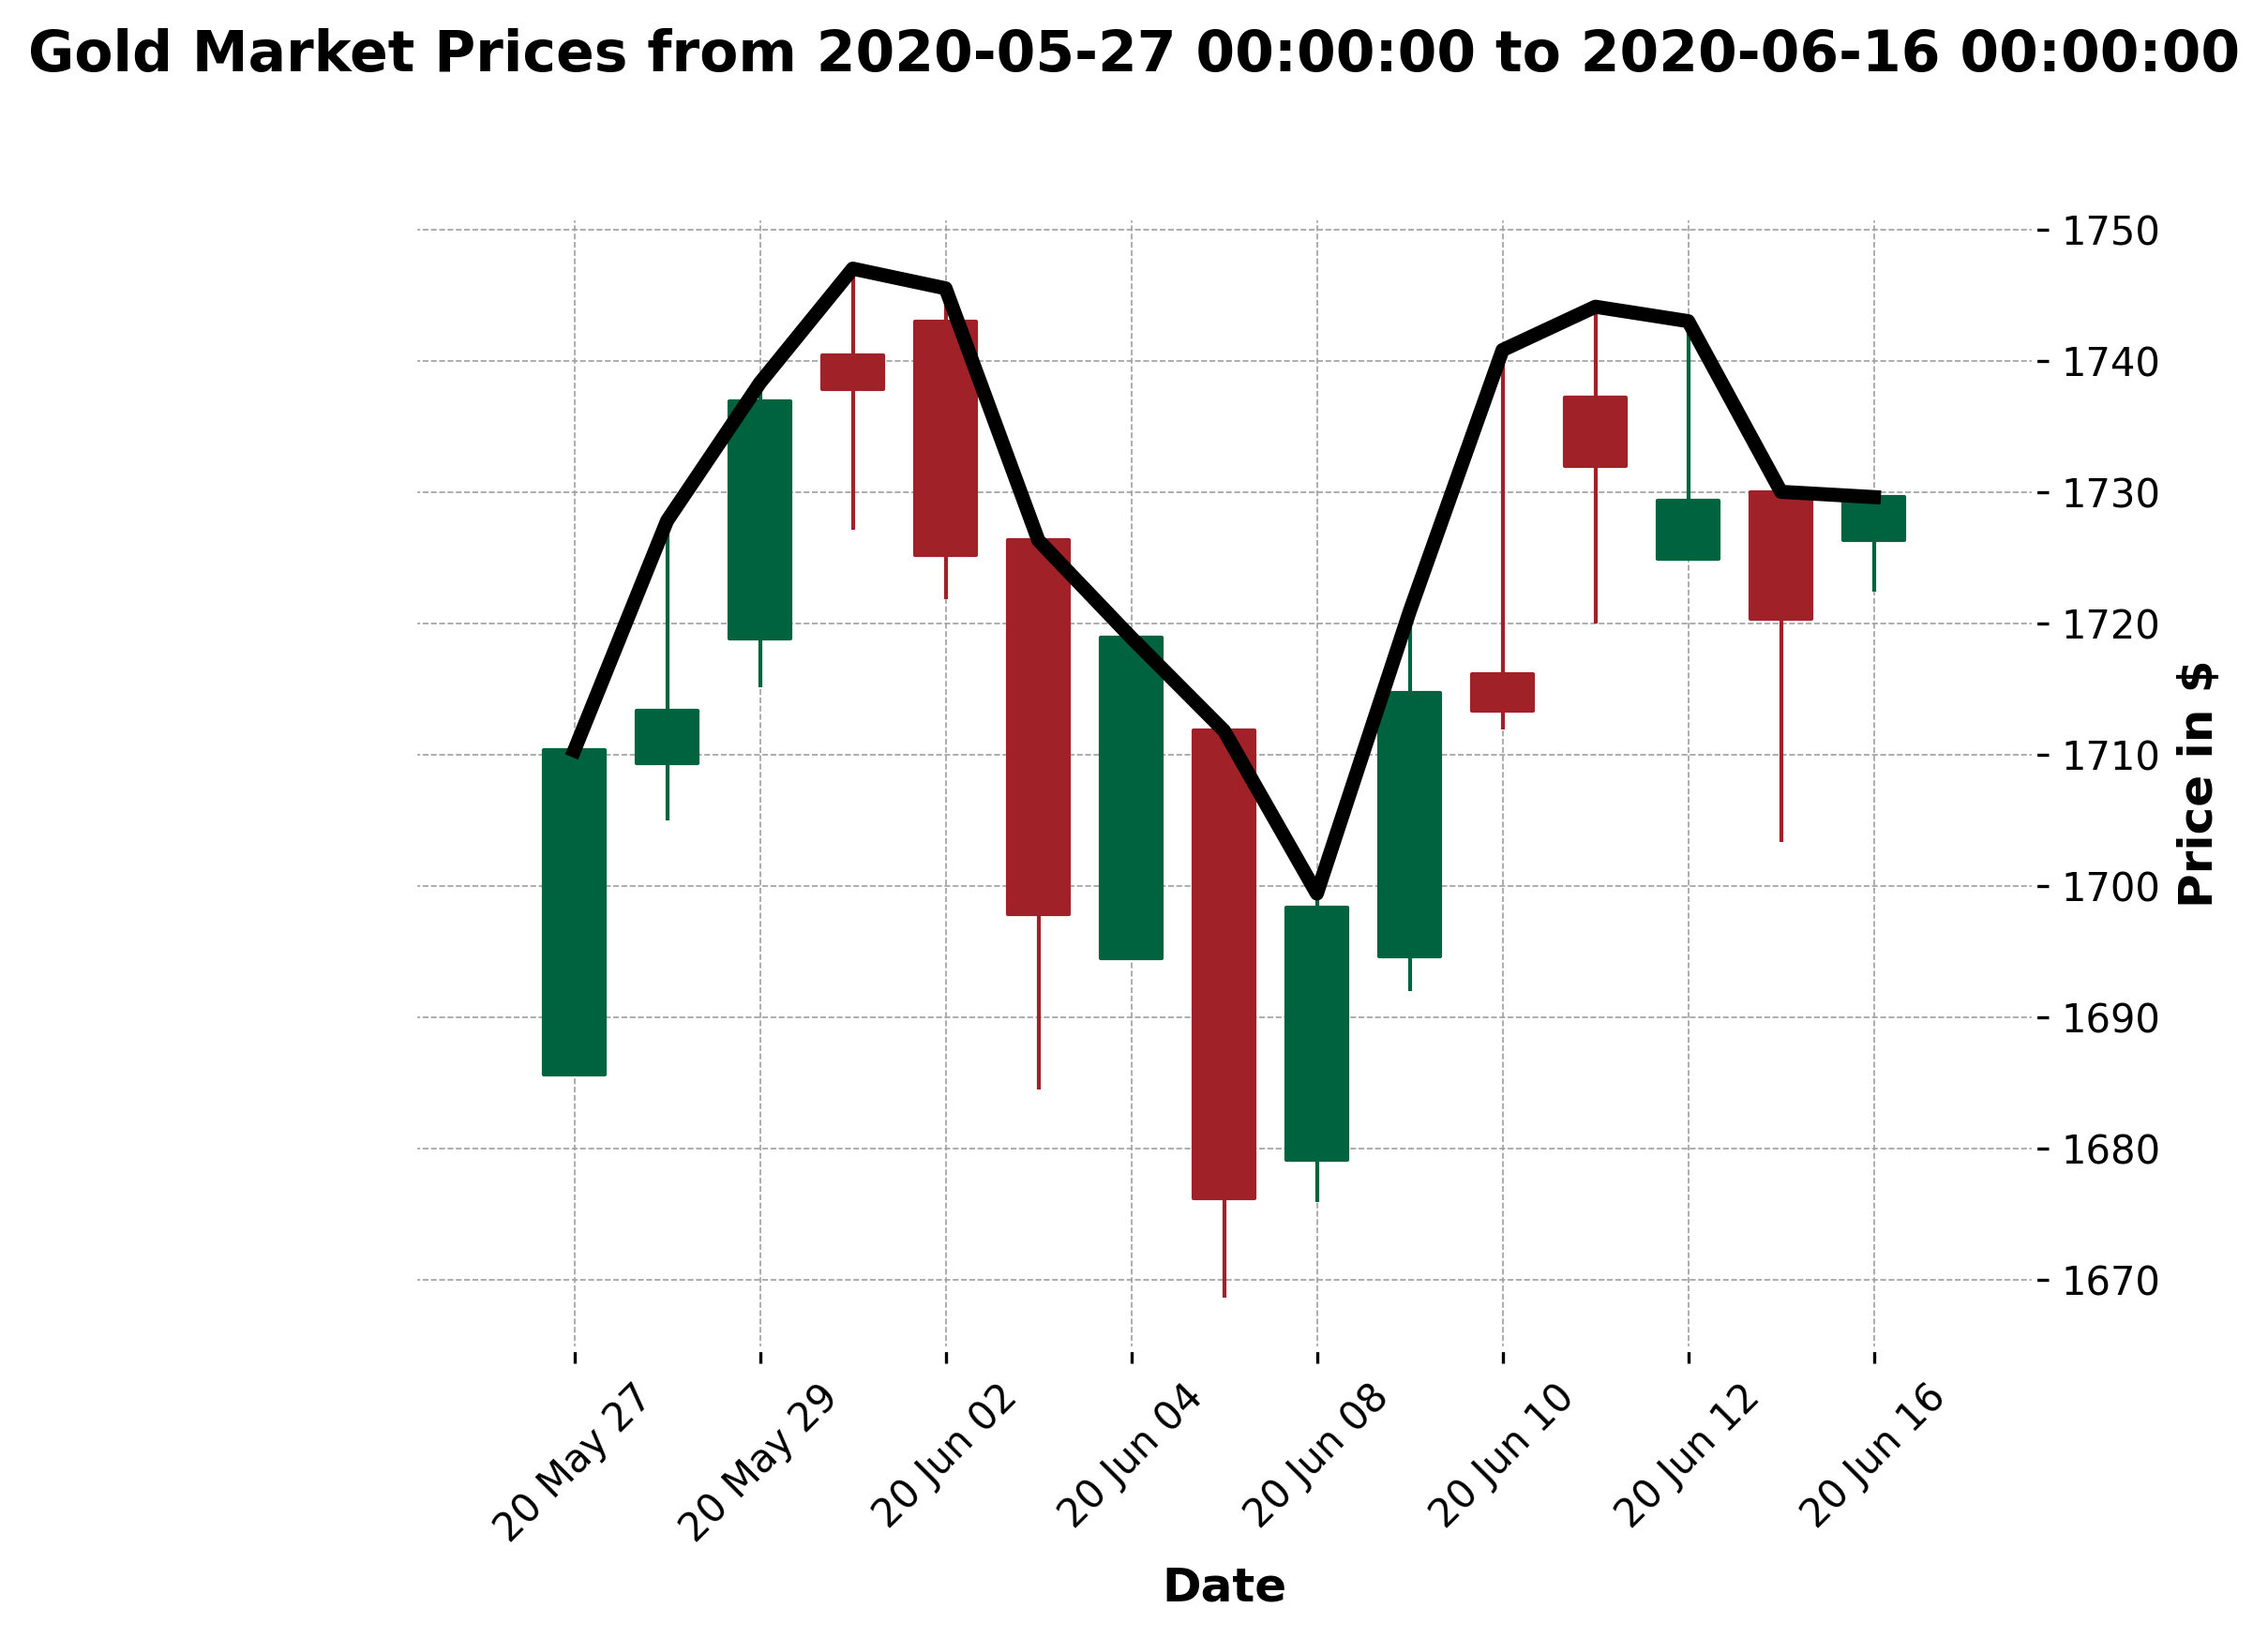 Gold Market Prices from 2020-05-27 00:00:00 to 2020-06-16 00:00:00
1750
1740
1730
1720
1710
1700
1690
1680
1670
Price in $
20 May 27
20 May 29
20 Jun 02
20 Jun 04
20 Jun 08
20 Jun 10
20 Jun 12
20 Jun 16
Date